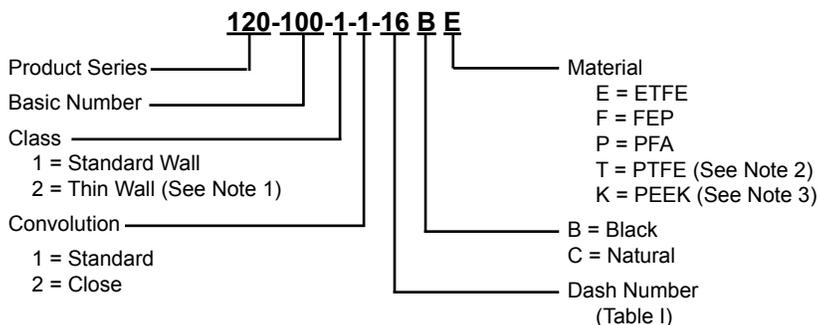 120-100-1-1-16 B E
Product Series
Basic Number
Class
1 = Standard Wall
2 = Thin Wall (See Note 1)
Convolution
1 = Standard
2 = Close
Material
E = ETFE
F = FEP
P = PFA
T = PTFE (See Note 2)
K = PEEK (See Note 3)
B = Black
C = Natural
Dash Number
(Table I)